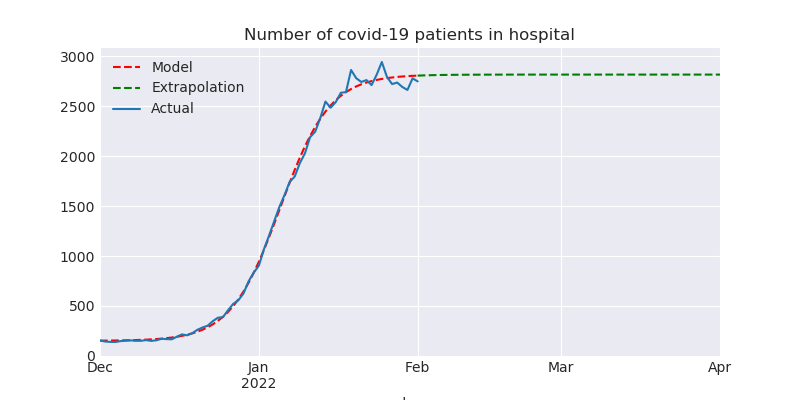 Number of covid-19 patients in hospital
3000
2500
2000
1500
1000
500
0
Model
Extrapolation
Actual
Dec
Jan
2022
Feb
Mar
Apr